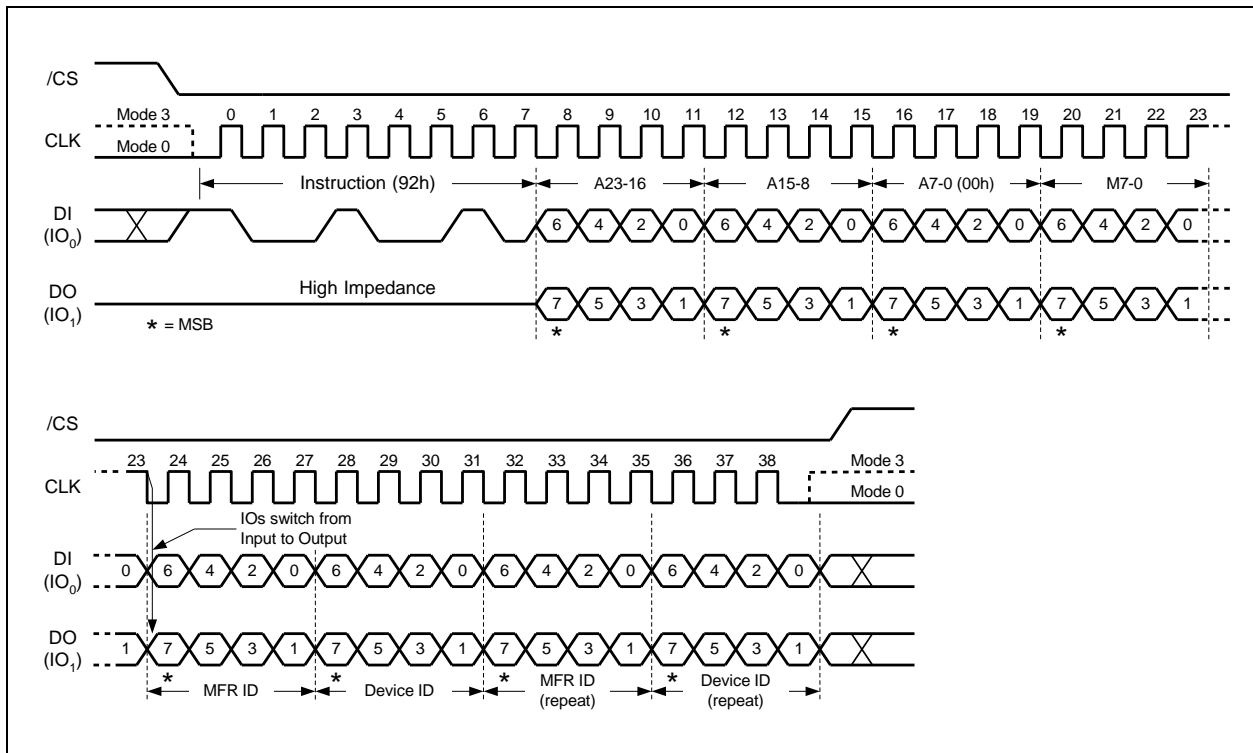 /CS
Mode 3 0 1 2 3 4 5 6 7 8 9 10 11 12 13 14 15 16 17 18 19 20 21 22 23
CLK
Mode 0
Instruction (92h) A23-16 A15-8 A7-0 (00h) M7-0
DI
(IO0)
6 4 2 0 6 4 2 0 6 4 2 0 6 4 2 0
High Impedance
DO
(IO1)
7 5 3 1 7 5 3 1 7 5 3 1 7 5 3 1
* = MSB
* * * *
/CS
23 24 25 26 27 28 29 30 31 32 33 34 35 36 37 38 Mode 3
CLK
Mode 0
IOs switch from
Input to Output
DI
(IO0)
0 6 4 2 0 6 4 2 0 6 4 2 0 6 4 2 0
DO
(IO1)
1 7 5 3 1 7 5 3 1 7 5 3 1 7 5 3 1
* * * *
MFR ID Device ID MFR ID
(repeat)
Device ID
(repeat)